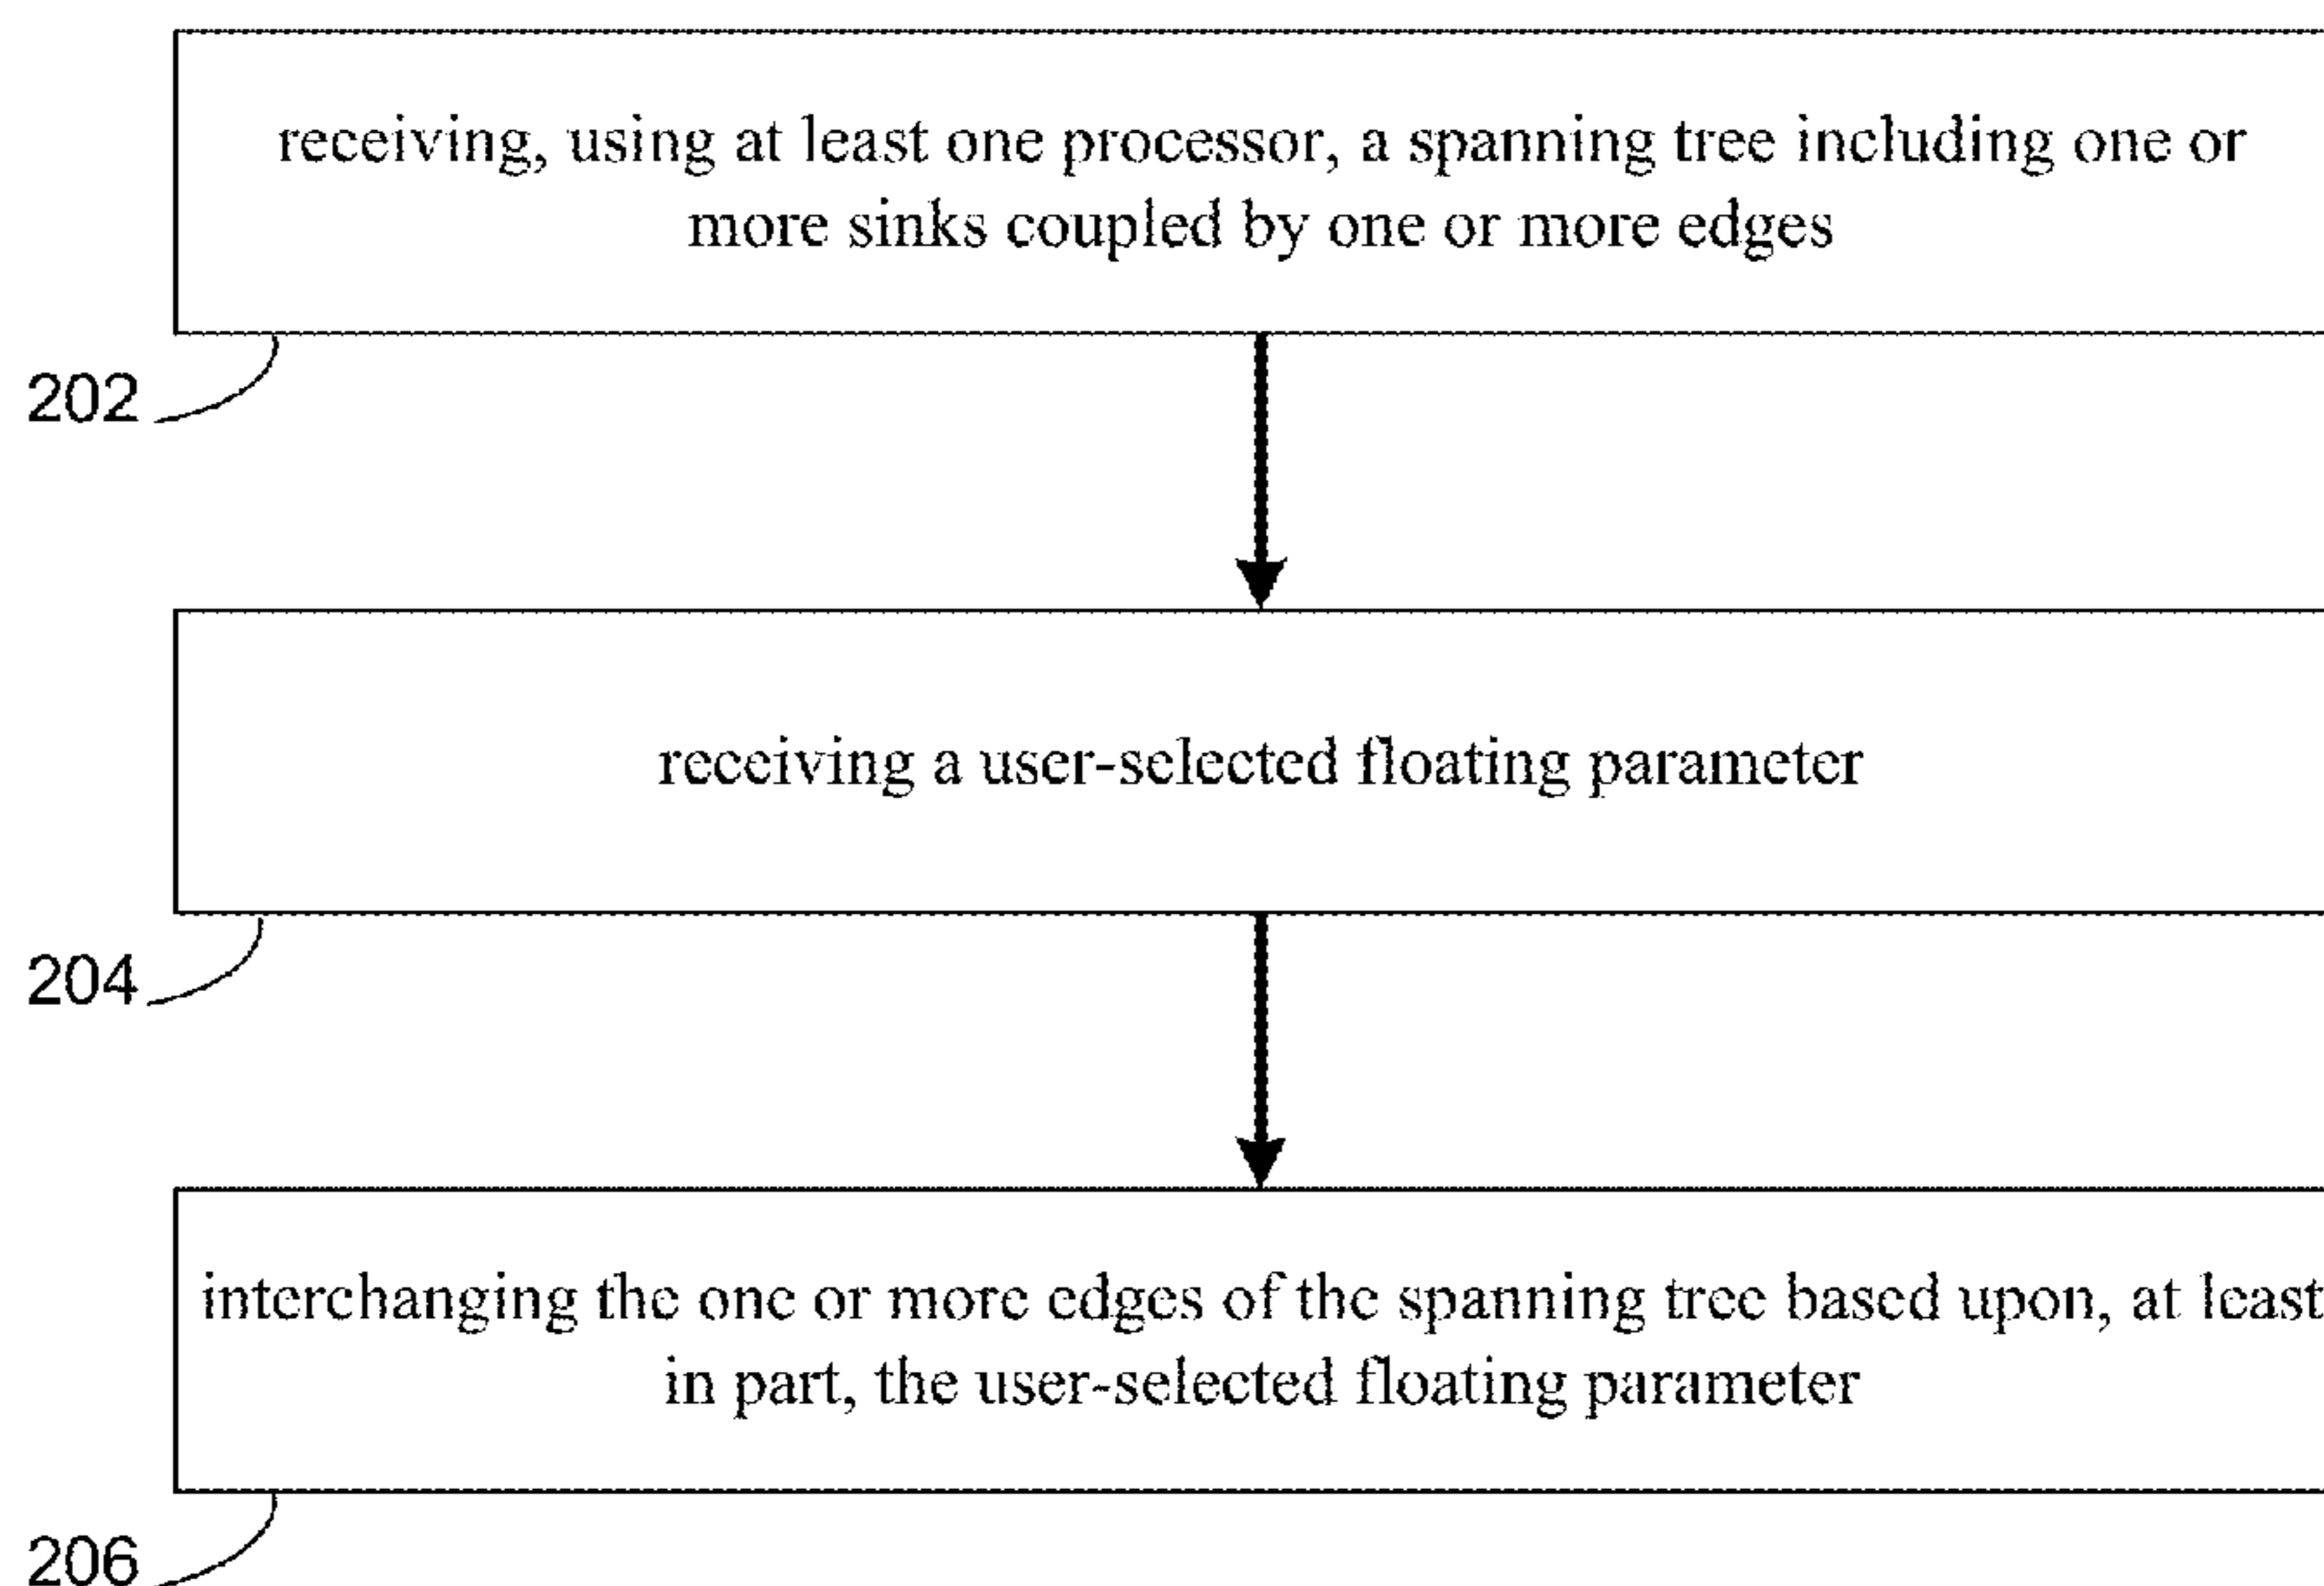 receiving, using at least one processor, a spanning tree including one or
more sinks coupled by one or more edges
202
receiving a user-selected floating parameter
204
interchanging the one or more edges of the spanning tree based upon, at least
in part, the user-selected floating parameter
206